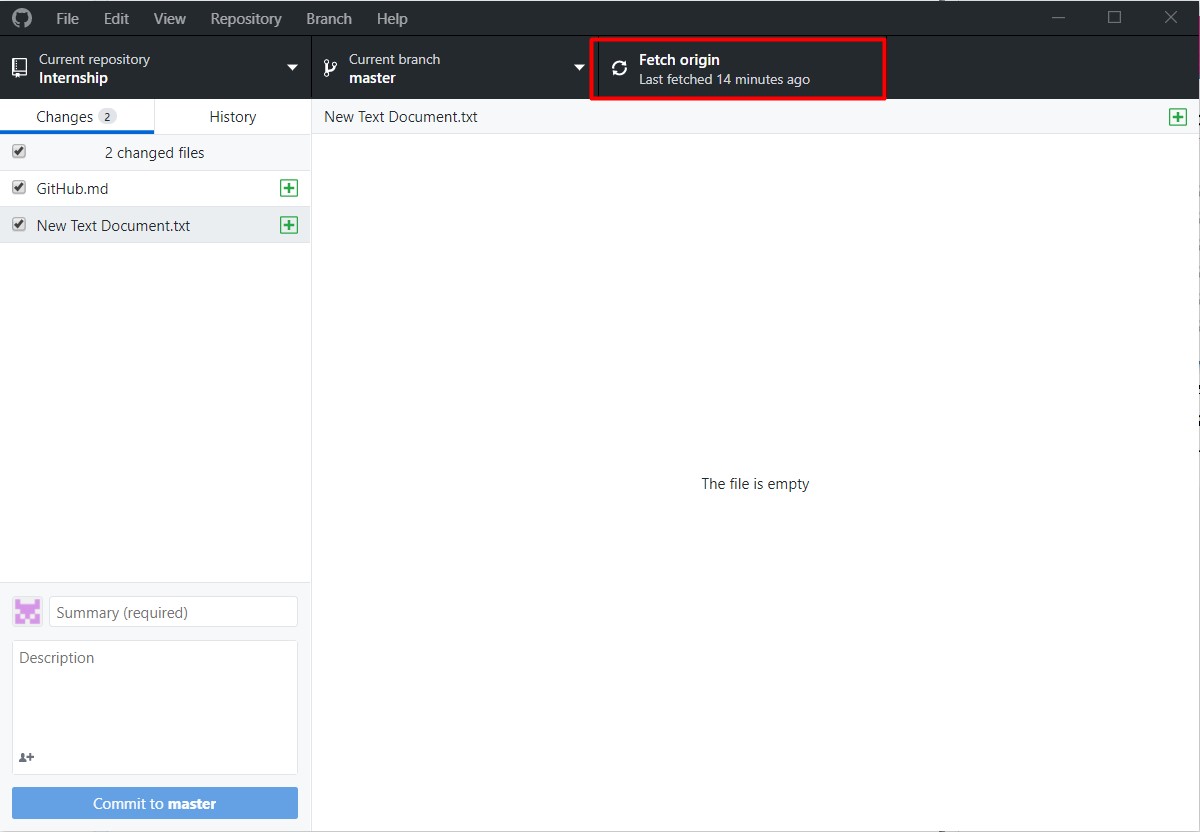 File Edit View Repository Branch Help
Current repository
Internship
Current branch
master
Fetch origin
Last fetched 14 minutes ago
Changes 2
History
New Text Document.txt
2 changed files
GitHub.md
New Text Document.txt
The file is empty
Summary (required)
Description
Commit to master